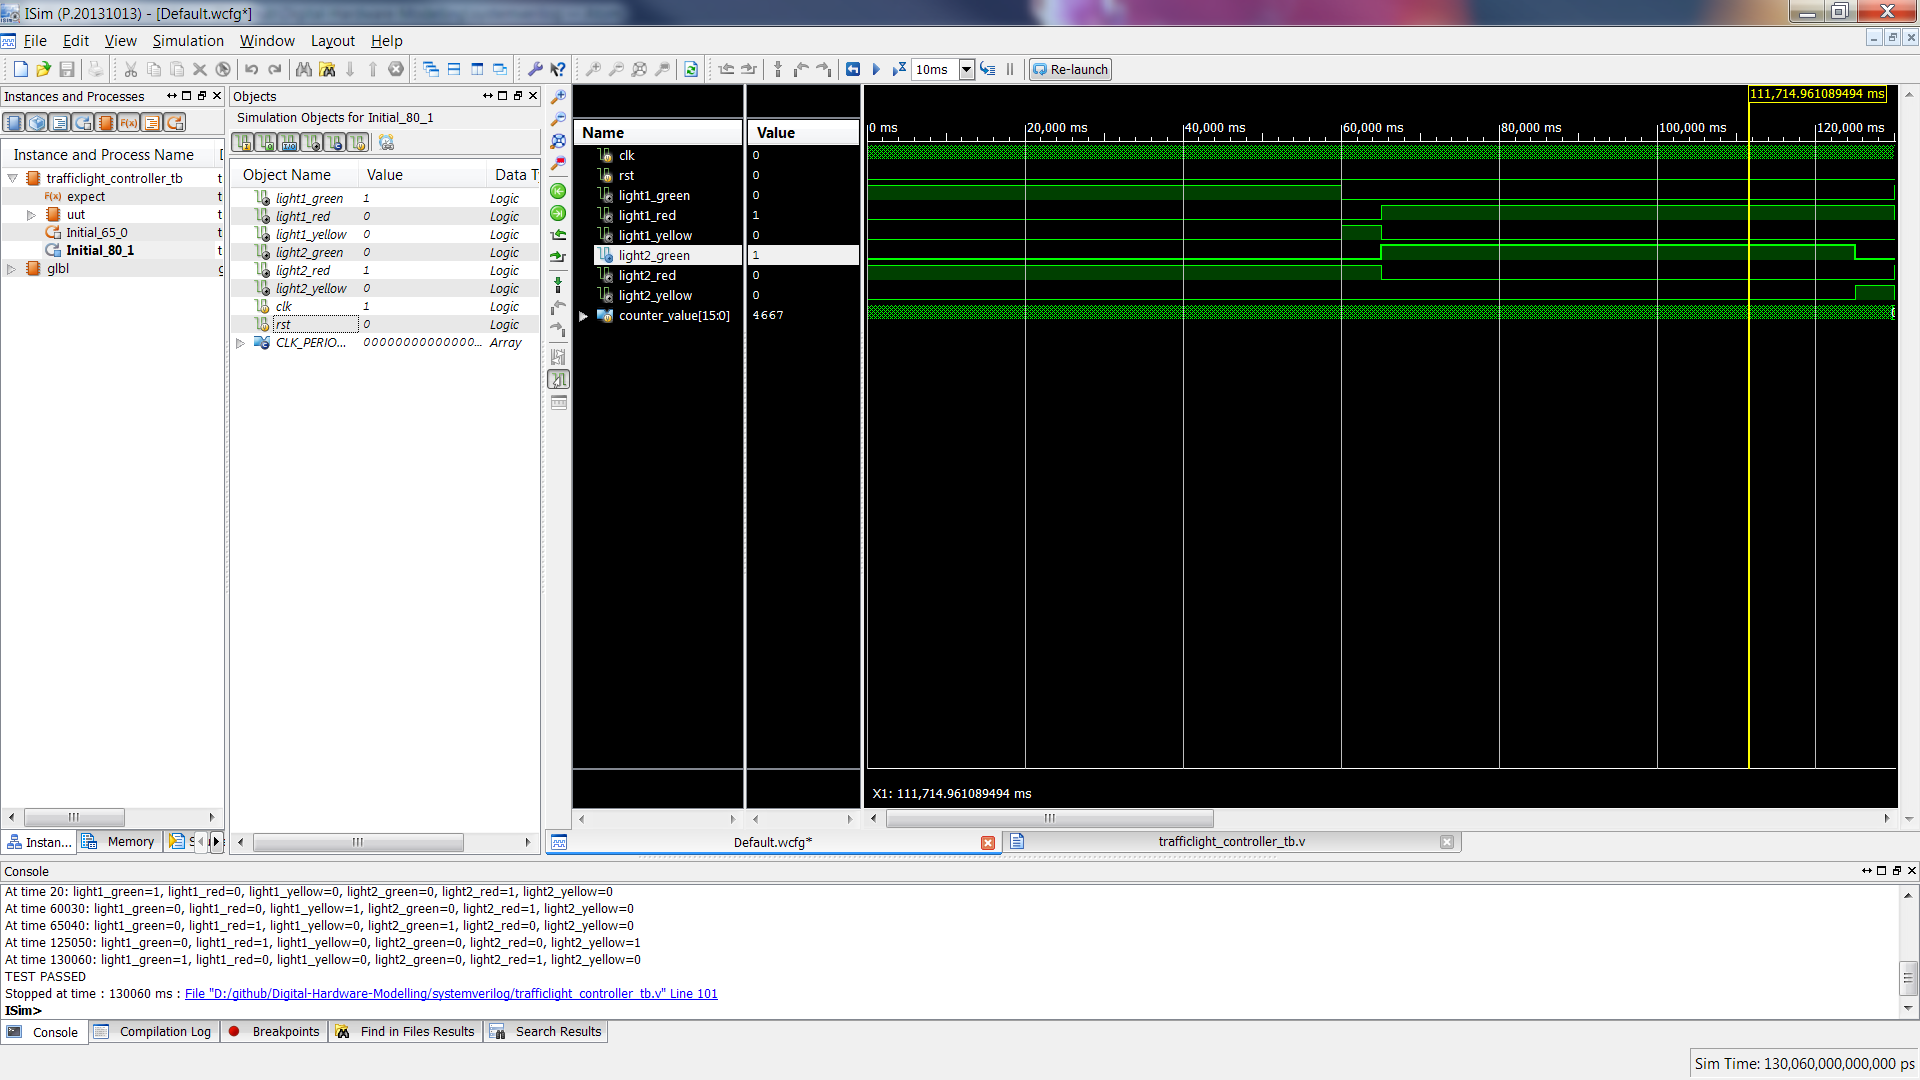 ISim (P.20131013) - [Default.wcfg*]
File Edit View Simulation Window Layout Help
10ms Re-launch
Instances and Processes
Instance and Process Name
trafficlight_controller_tb t
F(x) expect t
uut t
Initial_65_0 t
Initial_80_1 t
glbl g
Instan... Memory
Objects
Simulation Objects for Initial_80_1
Object Name Value Data T
light1_green 1 Logic
light1_red 0 Logic
light1_yellow 0 Logic
light2_green 0 Logic
light2_red 1 Logic
light2_yellow 0 Logic
clk 1 Logic
rst 0 Logic
CLK_PERIO... 00000000000000... Array
Name Value
clk 0
rst 0
light1_green 0
light1_red 1
light1_yellow 0
light2_green 1
light2_red 0
light2_yellow 0
counter_value[15:0] 4667
111,714.961089494 ms
0 ms 20,000 ms 40,000 ms 60,000 ms 80,000 ms 100,000 ms 120,000 ms
X1: 111,714.961089494 ms
Default.wcfg* trafficlight_controller_tb.v
Console
At time 20: light1_green=1, light1_red=0, light1_yellow=0, light2_green=0, light2_red=1, light2_yellow=0
At time 60030: light1_green=0, light1_red=0, light1_yellow=1, light2_green=0, light2_red=1, light2_yellow=0
At time 65040: light1_green=0, light1_red=1, light1_yellow=0, light2_green=1, light2_red=0, light2_yellow=0
At time 125050: light1_green=0, light1_red=1, light1_yellow=0, light2_green=0, light2_red=0, light2_yellow=1
At time 130060: light1_green=1, light1_red=0, light1_yellow=0, light2_green=0, light2_red=1, light2_yellow=0
TEST PASSED
Stopped at time : 130060 ms : File "D:/github/Digital-Hardware-Modelling/systemverilog/trafficlight_controller_tb.v" Line 101
ISim>
Console Compilation Log Breakpoints Find in Files Results Search Results
Sim Time: 130,060,000,000,000 ps